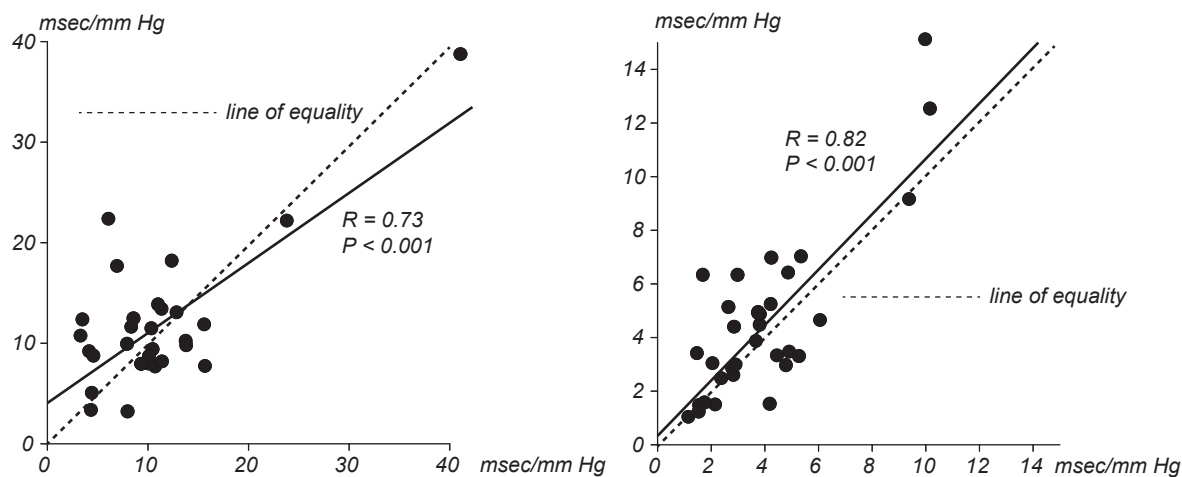 msec/mm Hg
40
30
20
10
0
line of equality
R = 0.73
P < 0.001
0 10 20 30 40 msec/mm Hg
msec/mm Hg
14
12
10
8
6
4
2
0
R = 0.82
P < 0.001
line of equality
0 2 4 6 8 10 12 14 msec/mm Hg